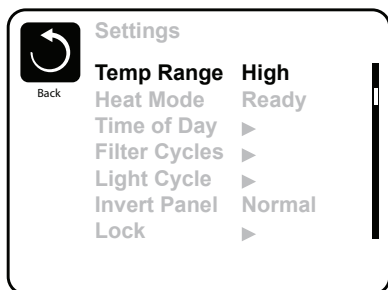 Settings
Back
Temp Range High
Heat Mode Ready
Time of Day
Filter Cycles
Light Cycle
Invert Panel Normal
Lock